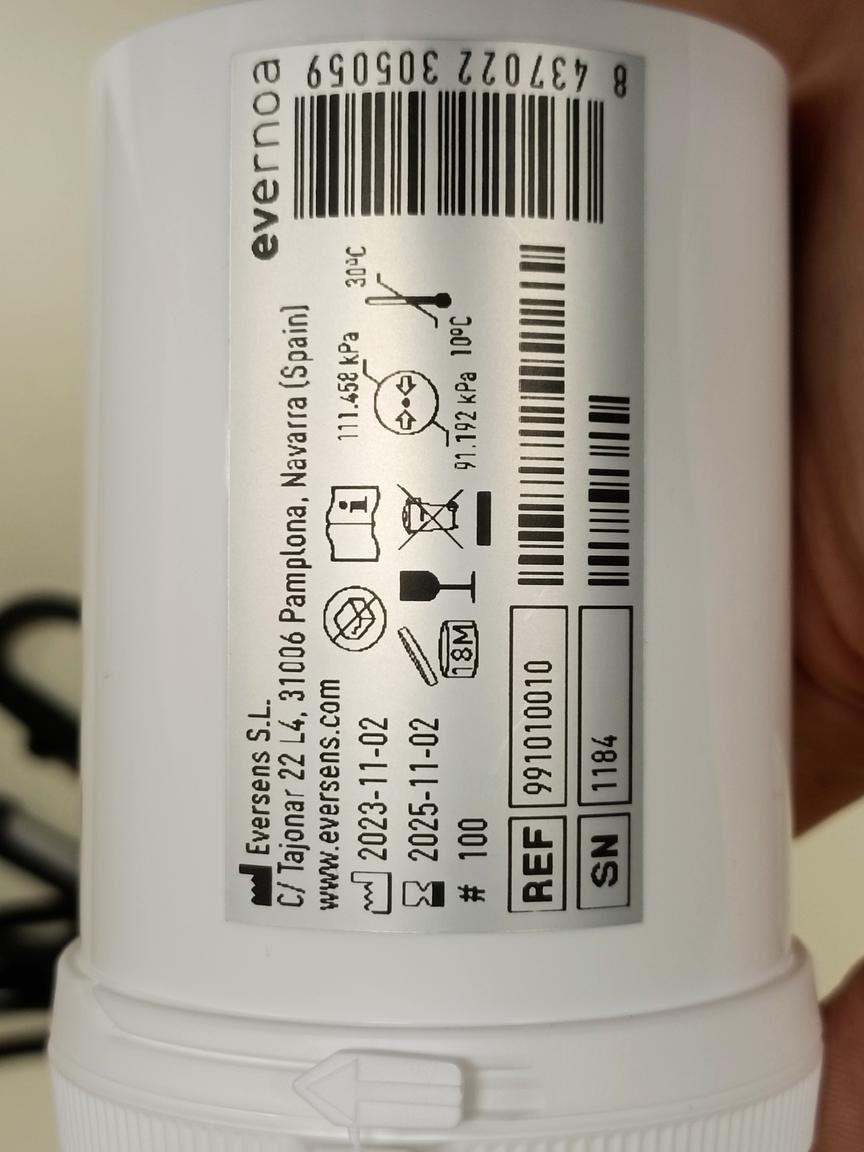 Eversens S.L.
evernoa
C/ Tajonar 22 L4, 31006 Pamplona, Navarra (Spain)
www.eversens.com
2023-11-02
2025-11-02
# 100
18M
111.458 kPa
91.192 kPa
30ºC
10ºC
REF 991010010
SN 1184
8 437022 305059